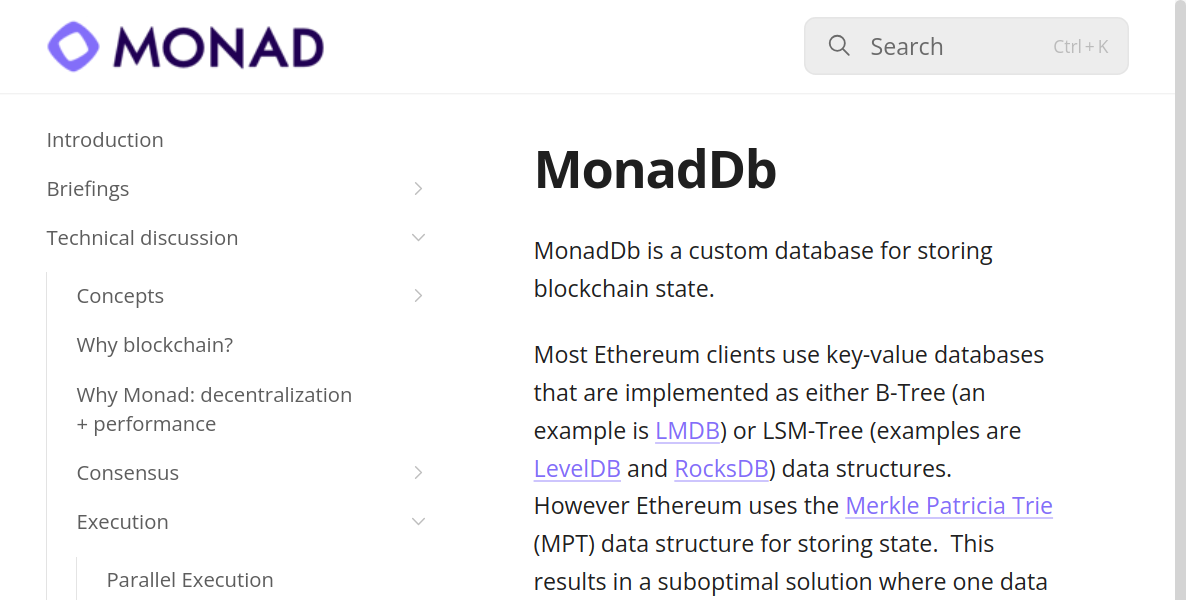 MONAD
Search
Ctrl + K
Introduction
Briefings
Technical discussion
Concepts
Why blockchain?
Why Monad: decentralization
+ performance
Consensus
Execution
Parallel Execution
MonadDb
MonadDb is a custom database for storing
blockchain state.
Most Ethereum clients use key-value databases
that are implemented as either B-Tree (an
example is LMDB) or LSM-Tree (examples are
LevelDB and RocksDB) data structures.
However Ethereum uses the Merkle Patricia Trie
(MPT) data structure for storing state.  This
results in a suboptimal solution where one data